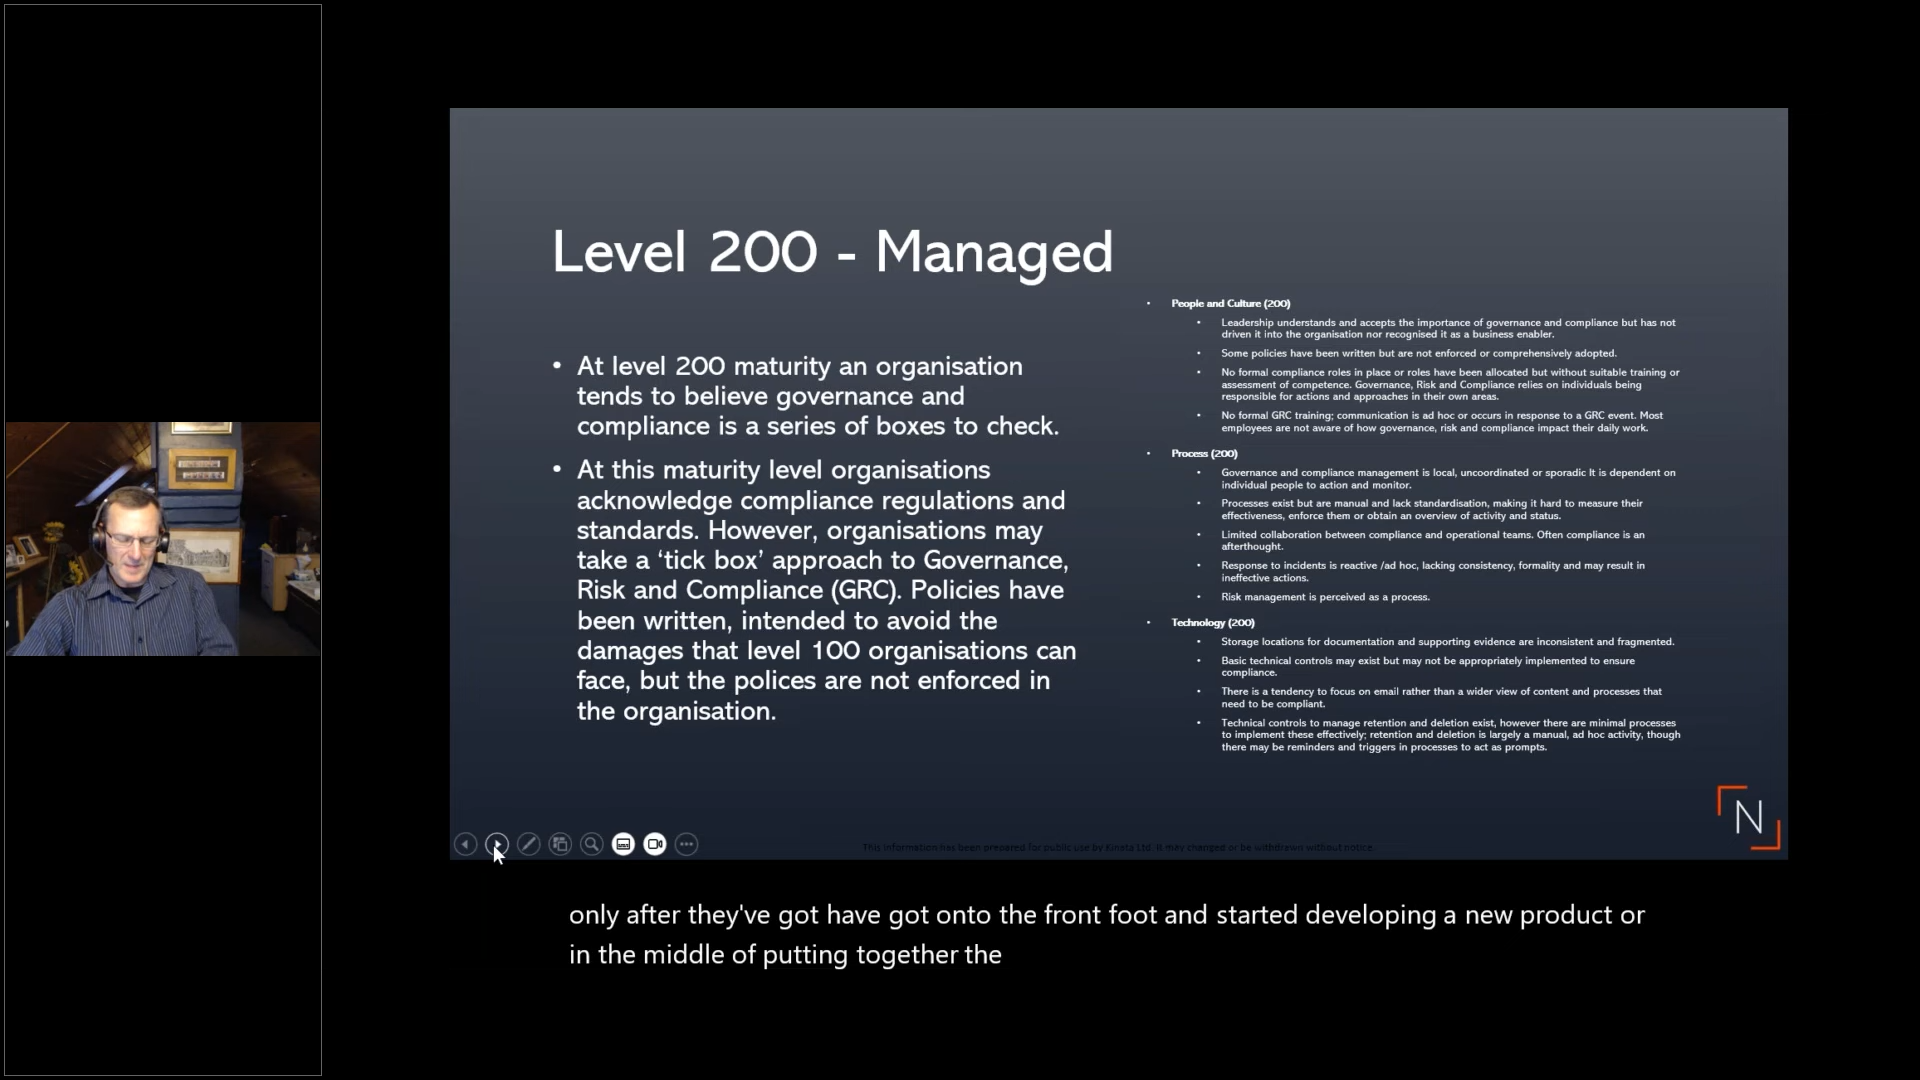 Level 200 - Managed
• At level 200 maturity an organisation
tends to believe governance and
compliance is a series of boxes to check.
• At this maturity level organisations
acknowledge compliance regulations and
standards. However, organisations may
take a ‘tick box’ approach to Governance,
Risk and Compliance (GRC). Policies have
been written, intended to avoid the
damages that level 100 organisations can
face, but the polices are not enforced in
the organisation.
• People and Culture (200)
• Leadership understands and accepts the importance of governance and compliance but has not
driven it into the organisation nor recognised it as a business enabler.
• Some policies have been written but are not enforced or comprehensively adopted.
• No formal compliance roles in place or roles have been allocated but without suitable training or
assessment of competence. Governance, Risk and Compliance relies on individuals being
responsible for actions and approaches in their own areas.
• No formal GRC training; communication is ad hoc or occurs in response to a GRC event. Most
employees are not aware of how governance, risk and compliance impact their daily work.
• Process (200)
• Governance and compliance management is local, uncoordinated or sporadic It is dependent on
individual people to action and monitor.
• Processes exist but are manual and lack standardisation, making it hard to measure their
effectiveness, enforce them or obtain an overview of activity and status.
• Limited collaboration between compliance and operational teams. Often compliance is an
afterthought.
• Response to incidents is reactive /ad hoc, lacking consistency, formality and may result in
ineffective actions.
• Risk management is perceived as a process.
• Technology (200)
• Storage locations for documentation and supporting evidence are inconsistent and fragmented.
• Basic technical controls may exist but may not be appropriately implemented to ensure
compliance.
• There is a tendency to focus on email rather than a wider view of content and processes that
need to be compliant.
• Technical controls to manage retention and deletion exist, however there are minimal processes
to implement these effectively; retention and deletion is largely a manual, ad hoc activity, though
there may be reminders and triggers in processes to act as prompts.
N
This information has been prepared for public use by Kinata Ltd. It may changed or be withdrawn without notice
only after they've got have got onto the front foot and started developing a new product or
in the middle of putting together the